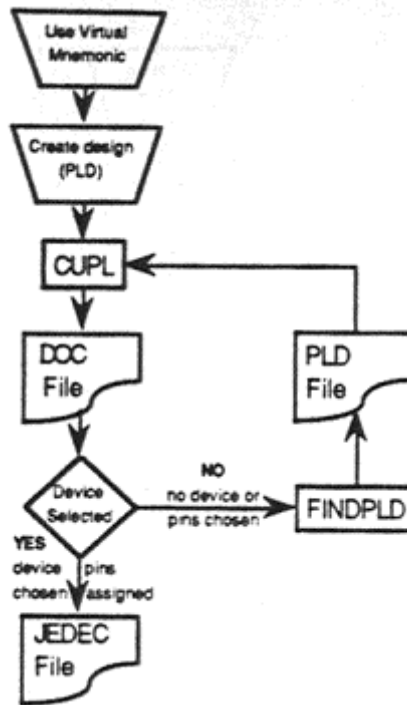 Use Virtual
Mnemonic
Create design
(PLD)
CUPL
DOC
File
PLD
File
Device
Selected
NO
no device or
pins chosen
FINDPLD
YES
device pins
chosen assigned
JEDEC
File